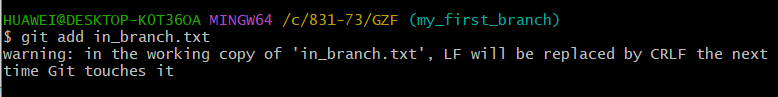 HUAWEI@DESKTOP-KOT36OA MINGW64 /c/831-73/GZF (my_first_branch)
$ git add in_branch.txt
warning: in the working copy of 'in_branch.txt', LF will be replaced by CRLF the next
time Git touches it